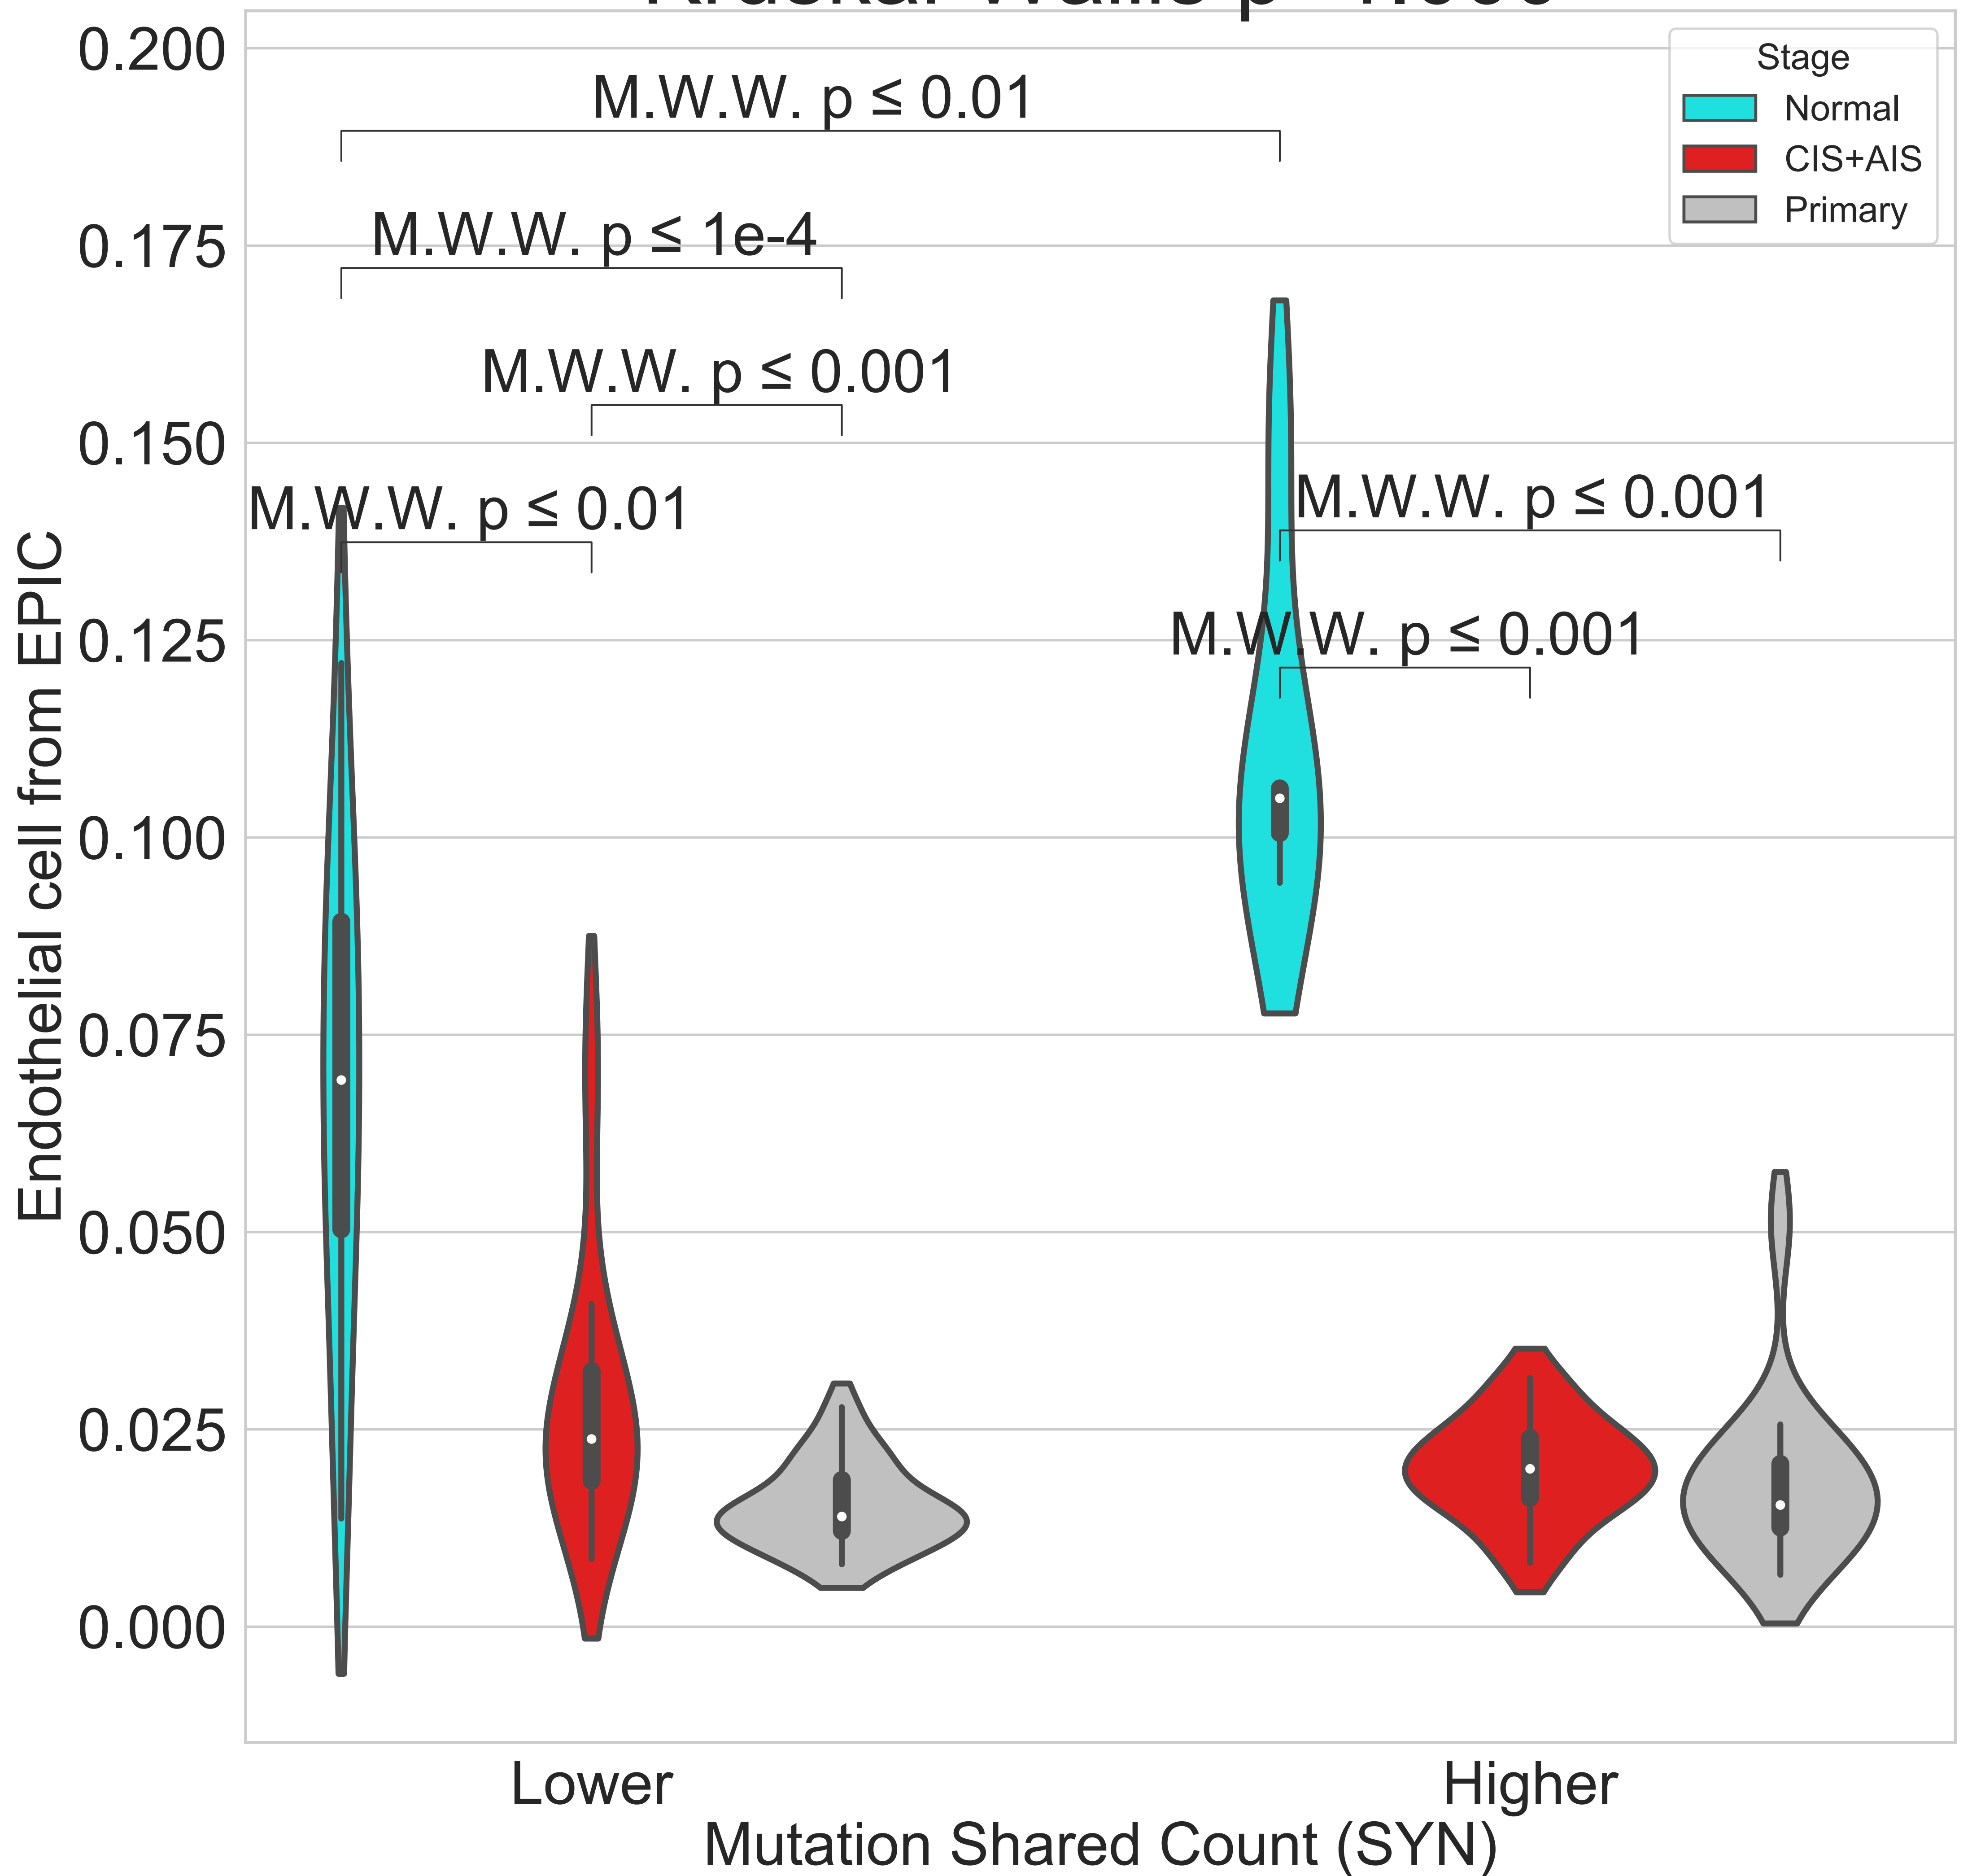 0.200
0.175
0.150
0.125
0.100
0.075
0.050
0.025
0.000
Endothelial cell from EPIC
M.W.W. p ≤ 0.01
M.W.W. p ≤ 1e-4
M.W.W. p ≤ 0.001
M.W.W. p ≤ 0.01
M.W.W. p ≤ 0.001
M.W.W. p ≤ 0.001
Stage
Normal
CIS+AIS
Primary
Lower
Higher
Mutation Shared Count (SYN)